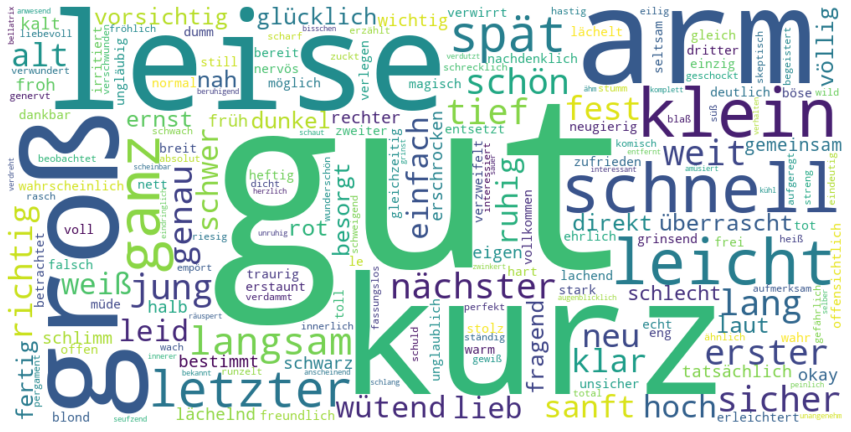 gut
kurz
groß
leise
arm
klein
schnell
leicht
ganz
letzter
langsam
jung
nächster
spät
schön
tief
fest
weit
alt
vorsichtig
glücklich
wichtig
verwirrt
völlig
kalt
liebevoll
anwesend
bellatrix
fröhlich
dumm
scharf
bisschen
erzählt
hastig
eilig
lächelt
seltsam
gleich
dritter
einzig
geschockt
skeptisch
begeistert
verwundert
genervt
froh
irritiert
verschwunden
ungläubig
nah
still
bereit
nervös
normal
möglich
beruhigend
zuckt
verlegen
verdutzt
schrecklich
nachdenklich
magisch
ähm
stumm
komplett
deutlich
böse
blaß
süß
wild
dankbar
ernst
früh
dunkel
rechter
zweiter
entsetzt
neugierig
gemeinsam
schwach
absolut
schaut
beobachtet
scheinbar
verdreht
wahrscheinlich
rasch
nett
breit
genau
schwer
heftig
dicht
herzlich
wunderschön
gleichzeitig
grinst
schweigend
einfach
erschrocken
verzweifelt
interessiert
sauer
ruhig
vollkommen
komisch
entfernt
interessant
zufrieden
amüsiert
aufgeregt
kühl
streng
eindeutig
richtig
betrachtet
voll
eindringlich
riesig
unruhig
rot
besorgt
eigen
direkt
überrascht
tot
ehrlich
grinsend
frei
heiß
offensichtlich
falsch
weiß
empört
traurig
erstaunt
verdammt
le
toll
fassungslos
zwinkert
hart
lachend
stark
augenblicklich
schlecht
aufmerksam
lang
gefährlich
selber
müde
halb
räuspert
innerlich
perfekt
schuld
ständig
stolz
unglaublich
warm
gewiß
fragend
neu
echt
eng
laut
ähnlich
wahr
erster
schlimm
offen
leid
wach
bestimmt
bekannt
runzelt
schwarz
anscheinend
schlang
klar
unsicher
tatsächlich
okay
fertig
pergament
innerer
blond
seufzend
lächelnd
freundlich
wütend
lieb
total
sanft
hoch
sicher
erleichtert
peinlich
unangenehm